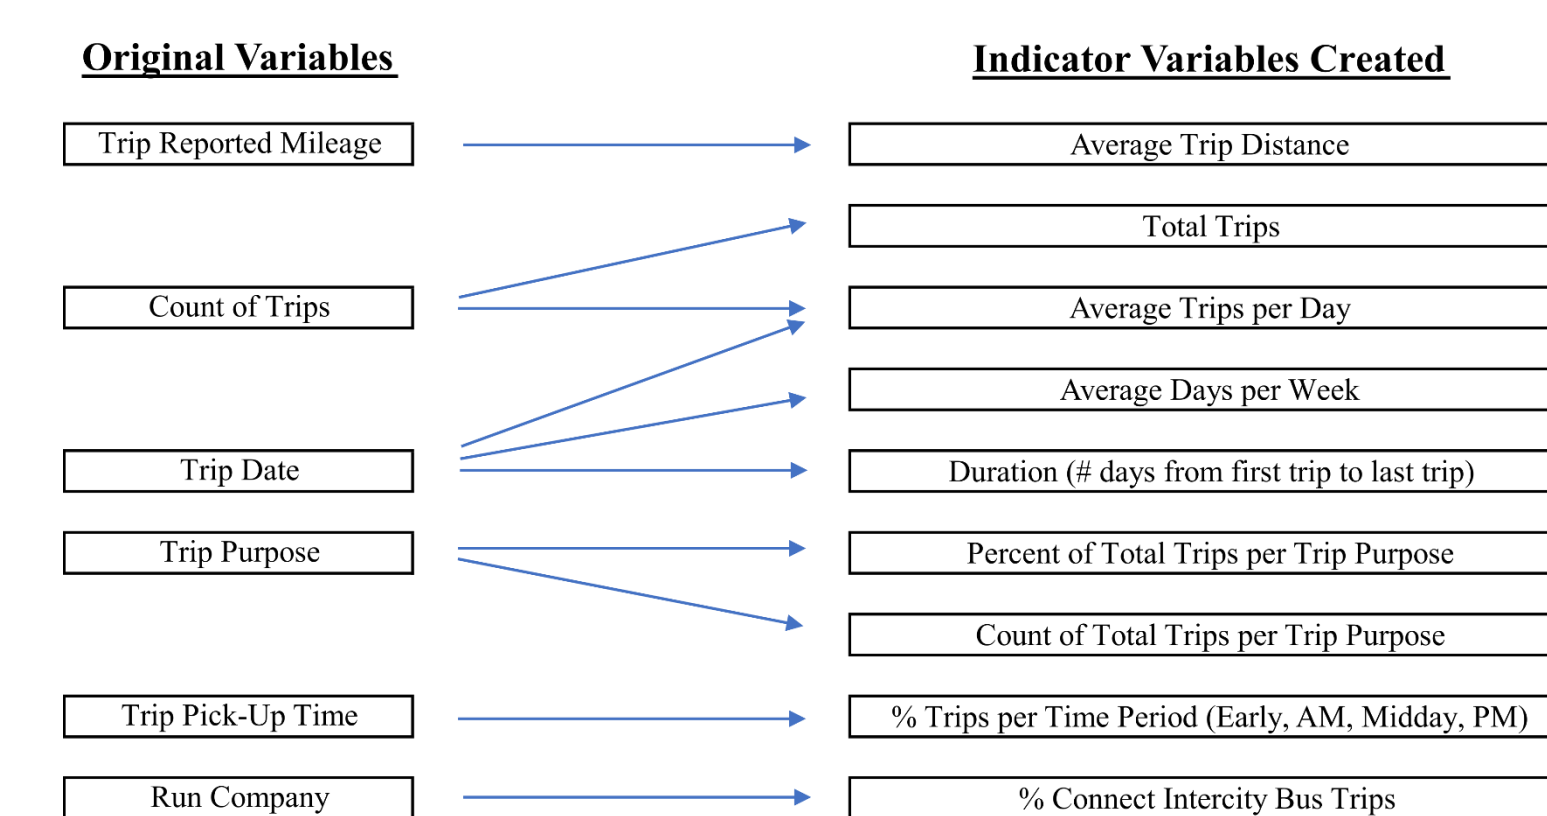 Original Variables
Indicator Variables Created
Trip Reported Mileage
Average Trip Distance
Total Trips
Count of Trips
Average Trips per Day
Average Days per Week
Trip Date
Duration (# days from first trip to last trip)
Trip Purpose
Percent of Total Trips per Trip Purpose
Count of Total Trips per Trip Purpose
Trip Pick-Up Time
% Trips per Time Period (Early, AM, Midday, PM)
Run Company
% Connect Intercity Bus Trips